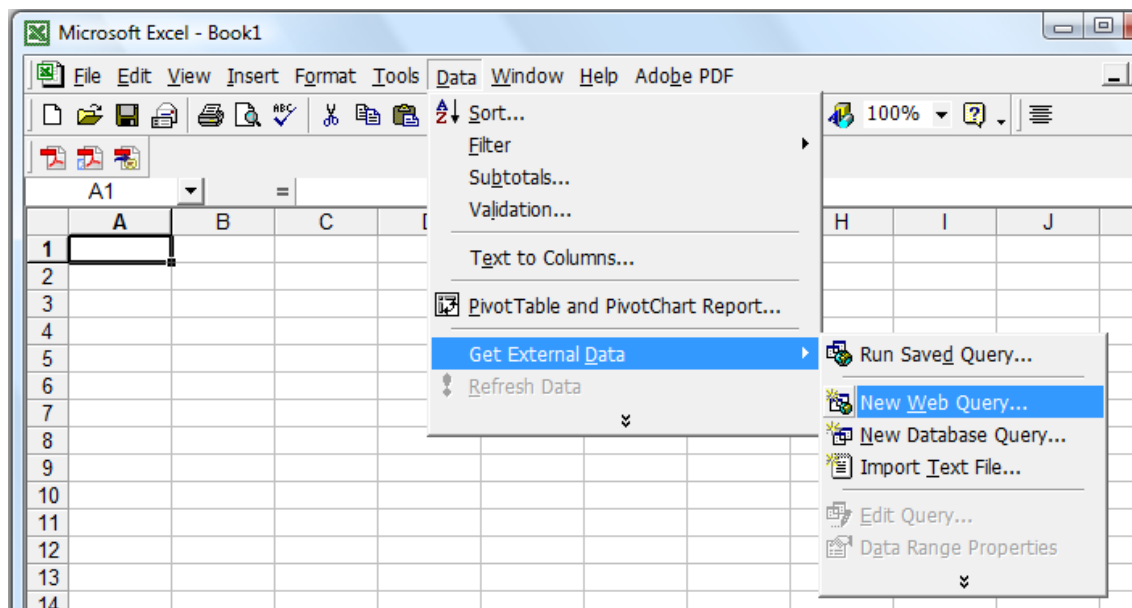 Microsoft Excel - Book1
File Edit View Insert Format Tools Data Window Help Adobe PDF
ABC
A Z Sort...
100%
Filter
Subtotals...
A1 =
Validation...
A B C H I J
1
Text to Columns...
2
3
PivotTable and PivotChart Report...
4
Get External Data
Run Saved Query...
5
Refresh Data
6
New Web Query...
7
New Database Query...
8
Import Text File...
9
10
Edit Query...
11
Data Range Properties
12
13
14